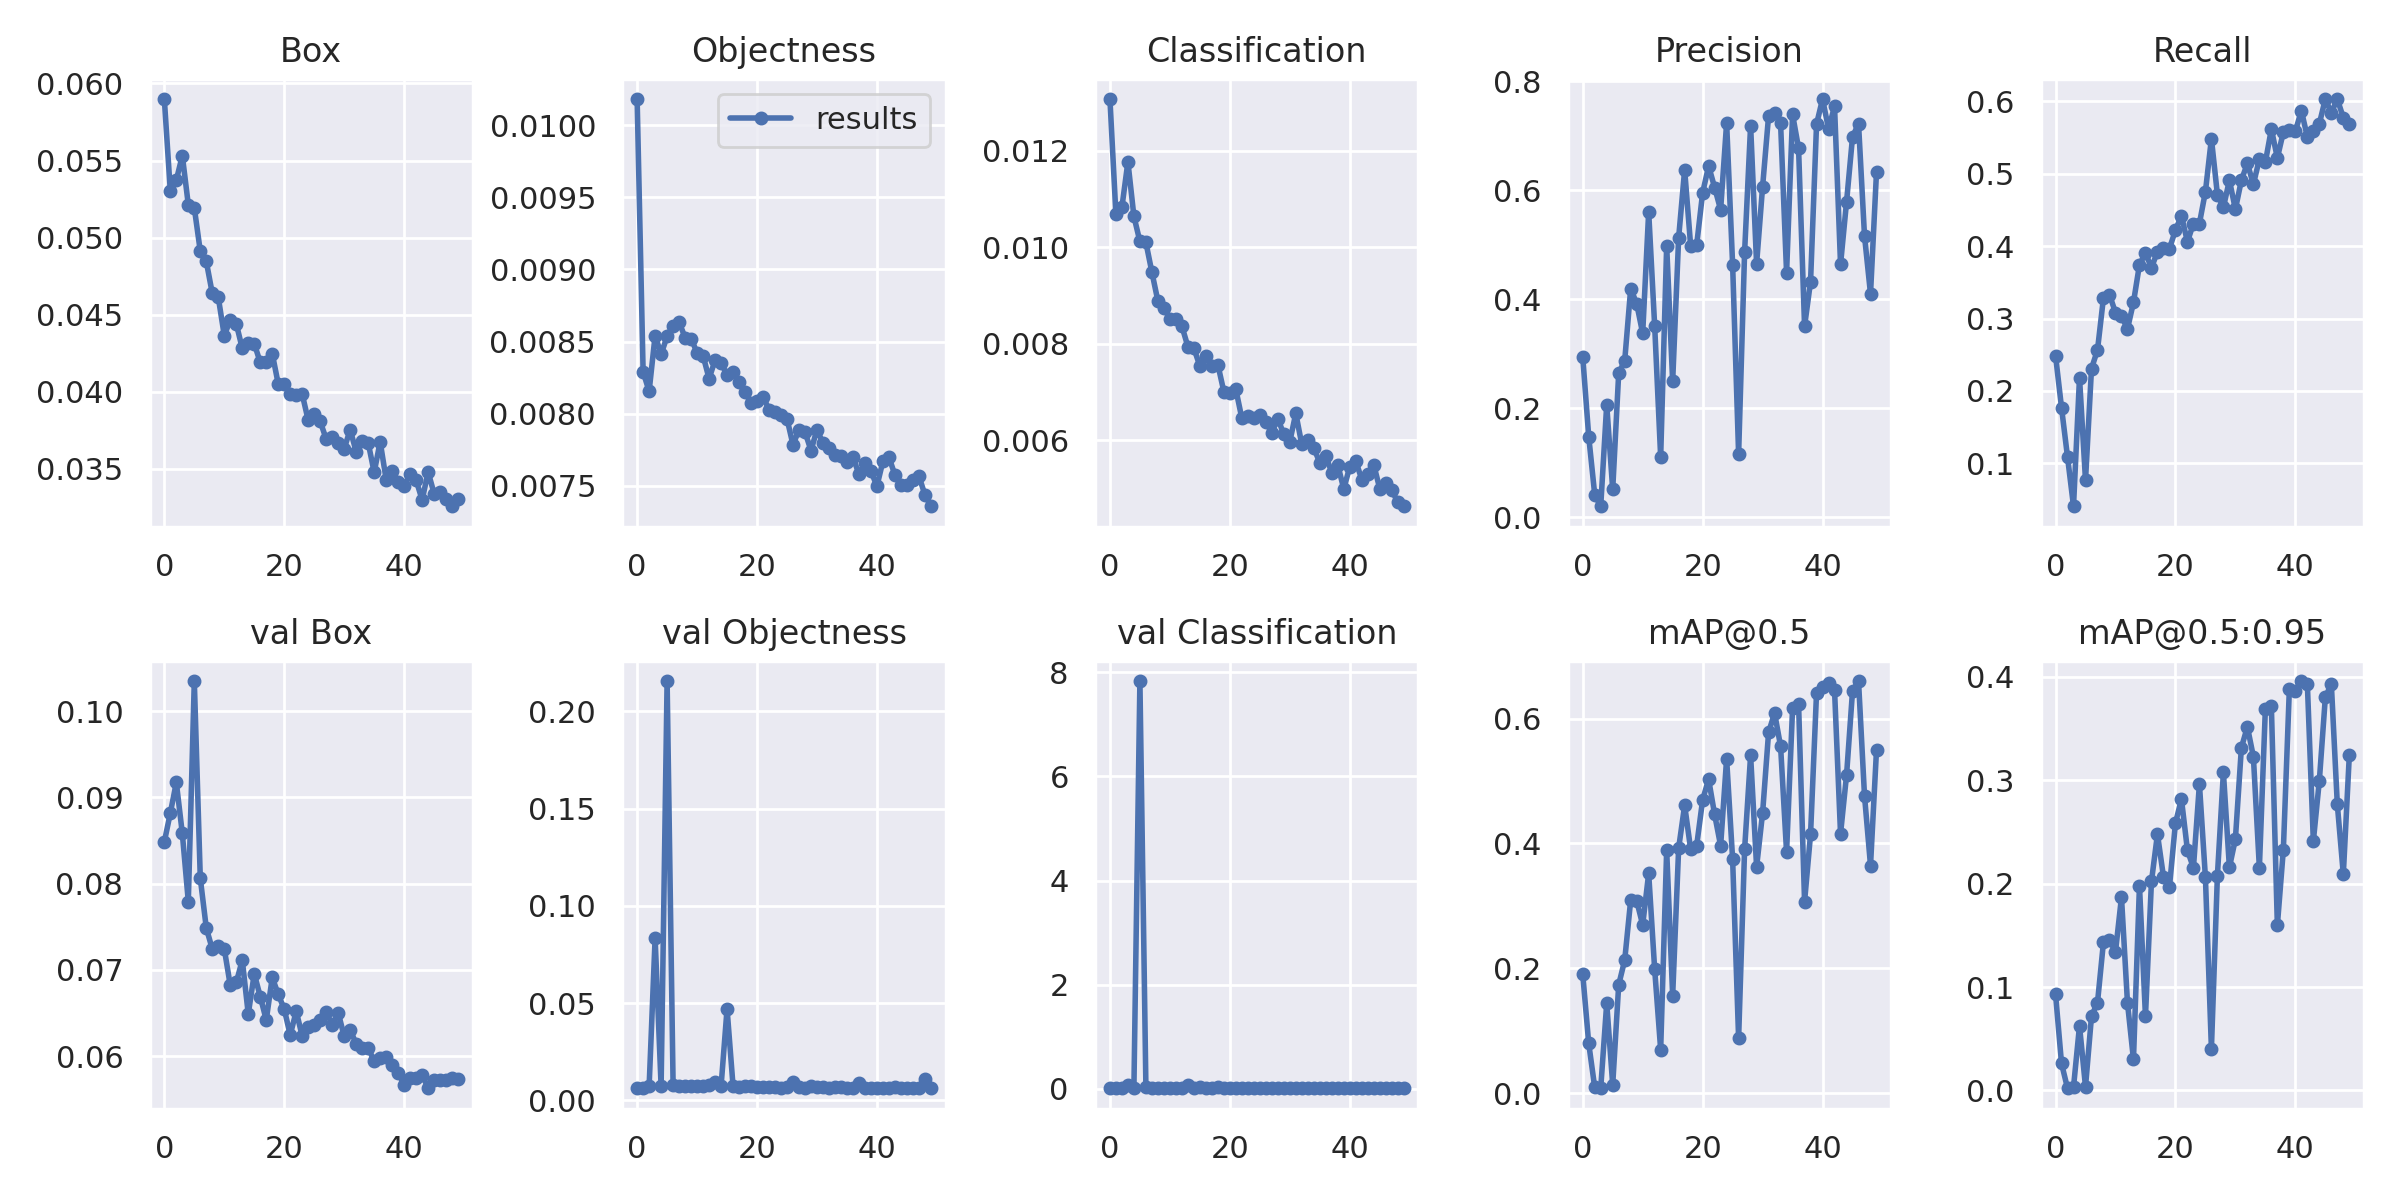 Box
0.060
0.055
0.050
0.045
0.040
0.035
0 20 40
Objectness
results
0.0100
0.0095
0.0090
0.0085
0.0080
0.0075
0 20 40
Classification
0.012
0.010
0.008
0.006
0 20 40
Precision
0.8
0.6
0.4
0.2
0.0
0 20 40
Recall
0.6
0.5
0.4
0.3
0.2
0.1
0 20 40
val Box
0.10
0.09
0.08
0.07
0.06
0 20 40
val Objectness
0.20
0.15
0.10
0.05
0.00
0 20 40
val Classification
8
6
4
2
0
0 20 40
mAP@0.5
0.6
0.4
0.2
0.0
0 20 40
mAP@0.5:0.95
0.4
0.3
0.2
0.1
0.0
0 20 40